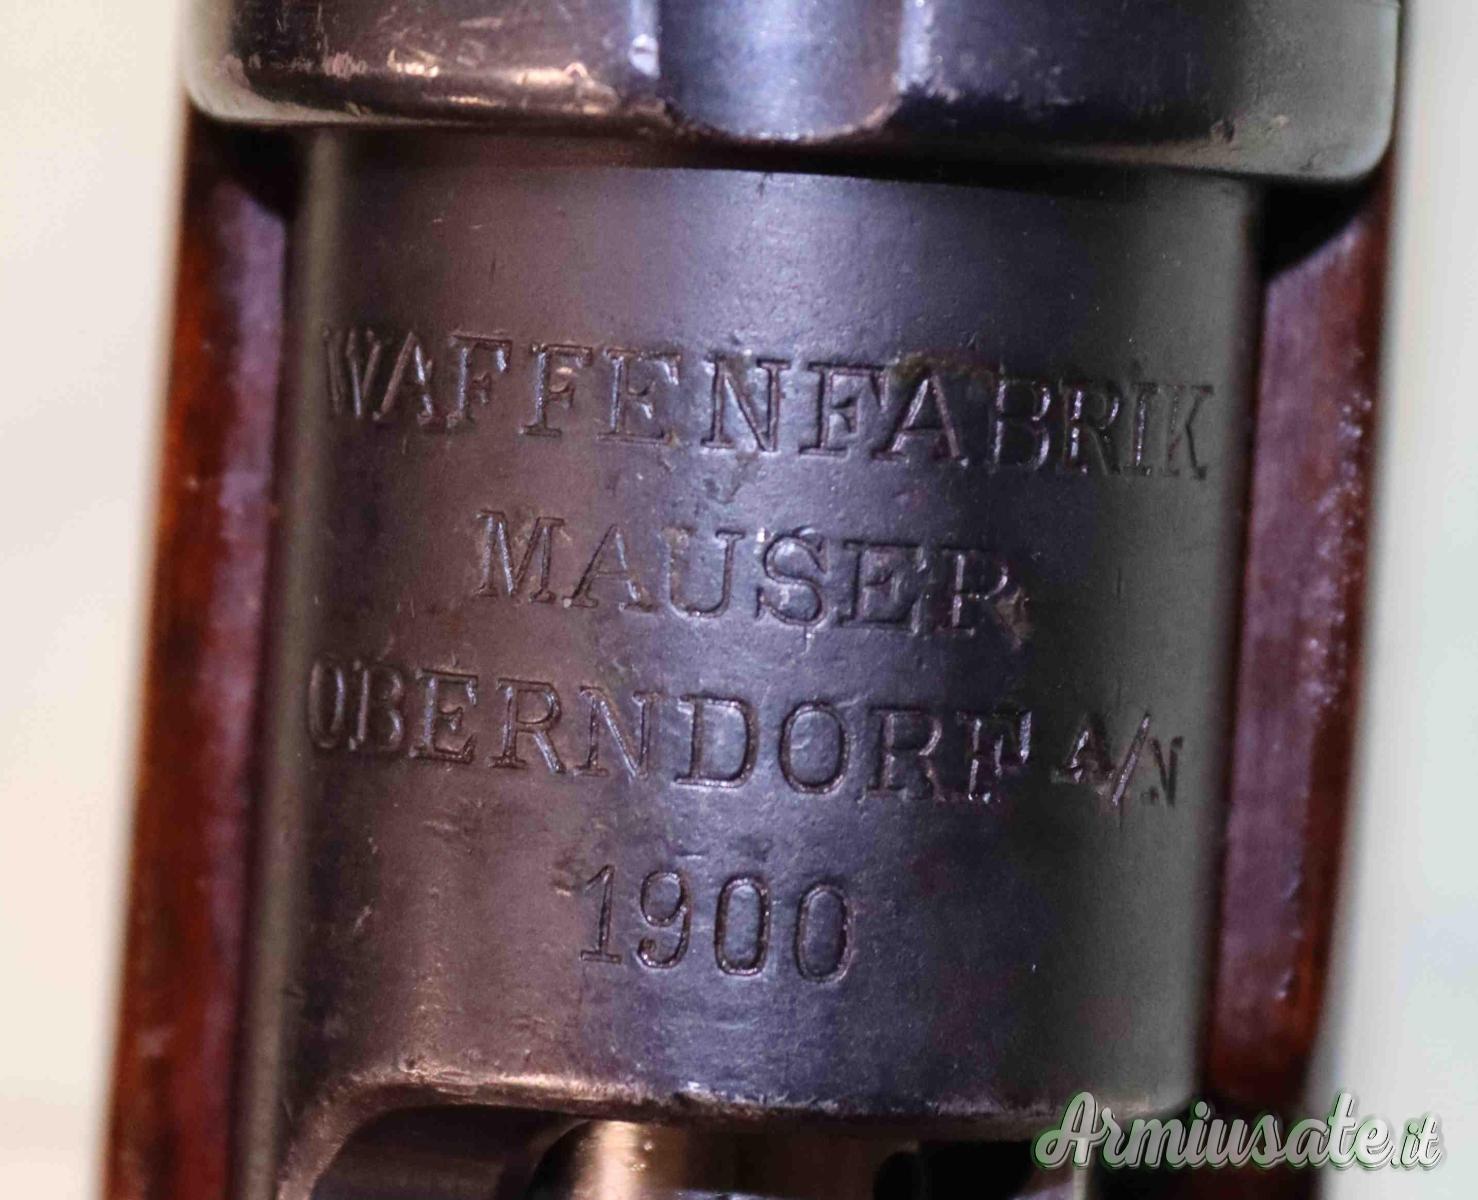 WAFFENFABRIK
MAUSER
OBERNDORF A/N
1900
Armiusate.it